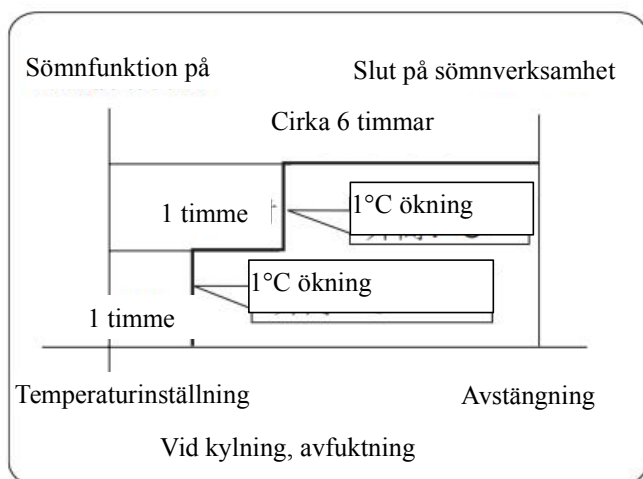 Sömnfunktion på
Slut på sömnverksamhet
Cirka 6 timmar
1 timme
1°C ökning
1°C ökning
1 timme
Temperaturinställning
Avstängning
Vid kylning, avfuktning